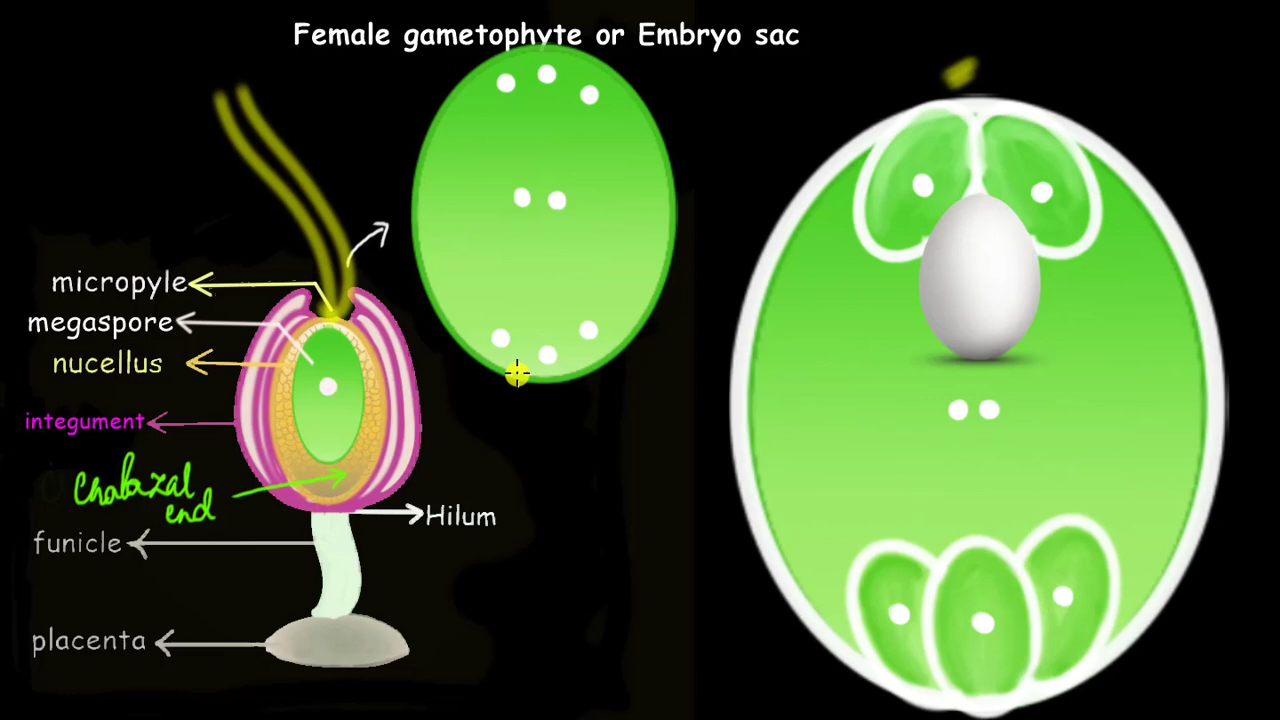 Female gametophyte or Embryo sac
micropyle
megaspore
nucellus
integument
Chalazal
end
Hilum
funicle
placenta